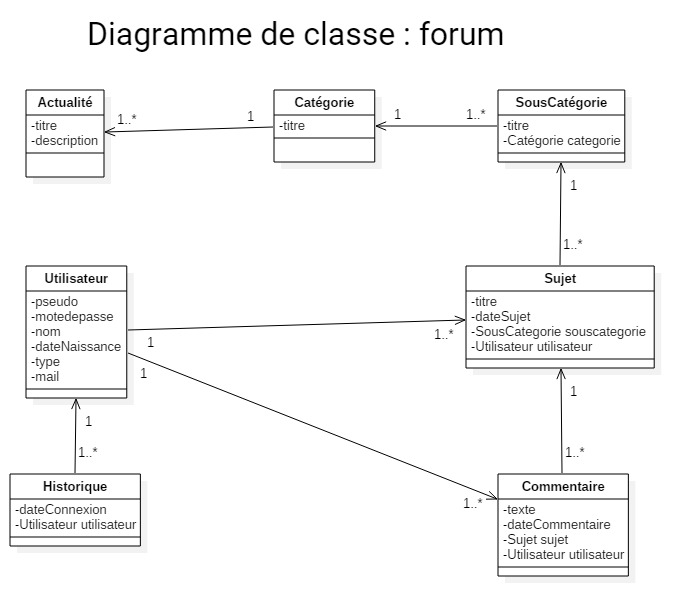 Diagramme de classe : forum
Actualité
-titre
-description
1..*
1
Catégorie
-titre
1
1..*
SousCatégorie
-titre
-Catégorie categorie
1
1..*
Utilisateur
-pseudo
-motedepasse
-nom
-dateNaissance
-type
-mail
1
1..*
1
1..*
Sujet
-titre
-dateSujet
-SousCategorie souscategorie
-Utilisateur utilisateur
1
1..*
1
1..*
Historique
-dateConnexion
-Utilisateur utilisateur
Commentaire
-texte
-dateCommentaire
-Sujet sujet
-Utilisateur utilisateur